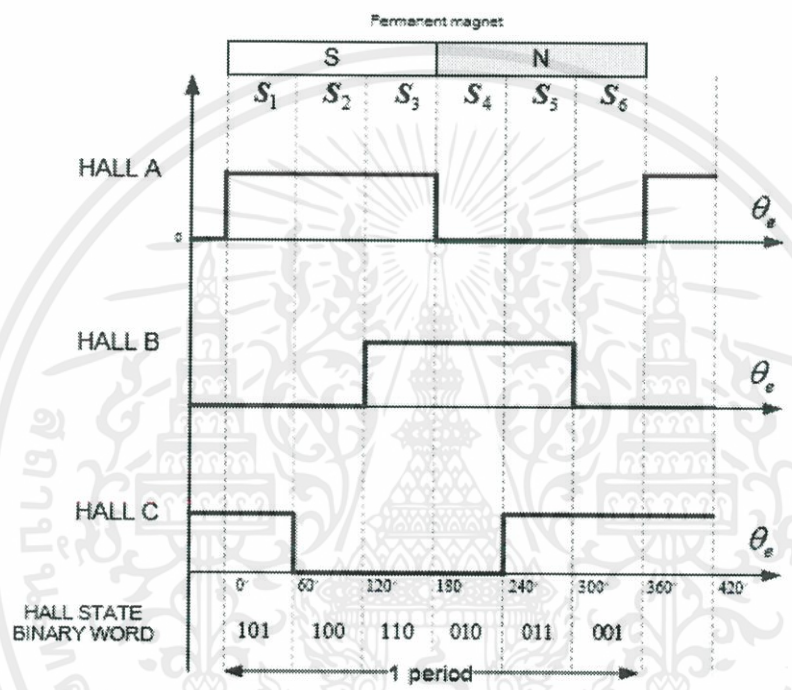 Permanent magnet
S N
S₁ S₂ S₃ S₄ S₅ S₆
HALL A
0
θₑ
HALL B
θₑ
HALL C
θₑ
0° 60° 120° 180° 240° 300° 360° 420°
HALL STATE
BINARY WORD
101 100 110 010 011 001
1 period